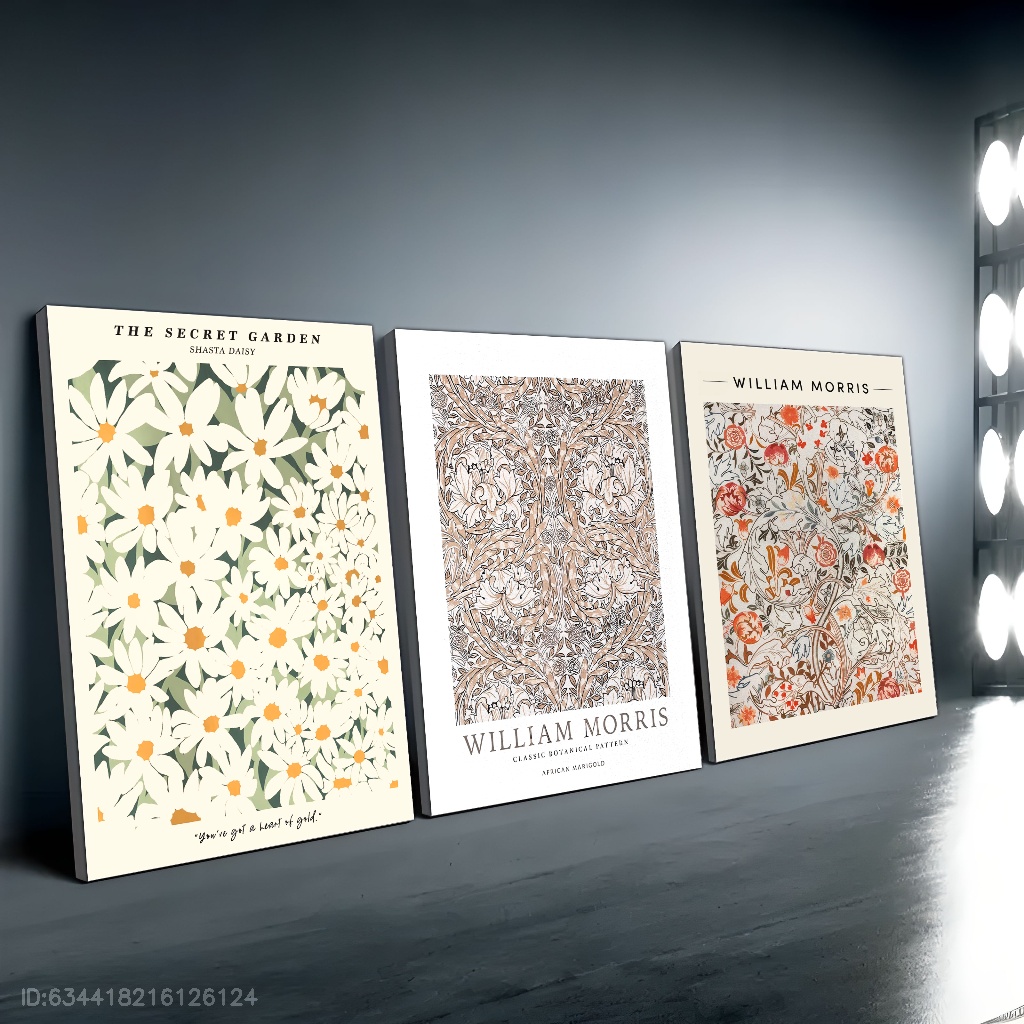 THE SECRET GARDEN
SHASTA DAISY
"You've got a heart of gold."
WILLIAM MORRIS
CLASSIC BOTANICAL PATTERN
AFRICAN MARIGOLD
WILLIAM MORRIS
ID:634418216126124